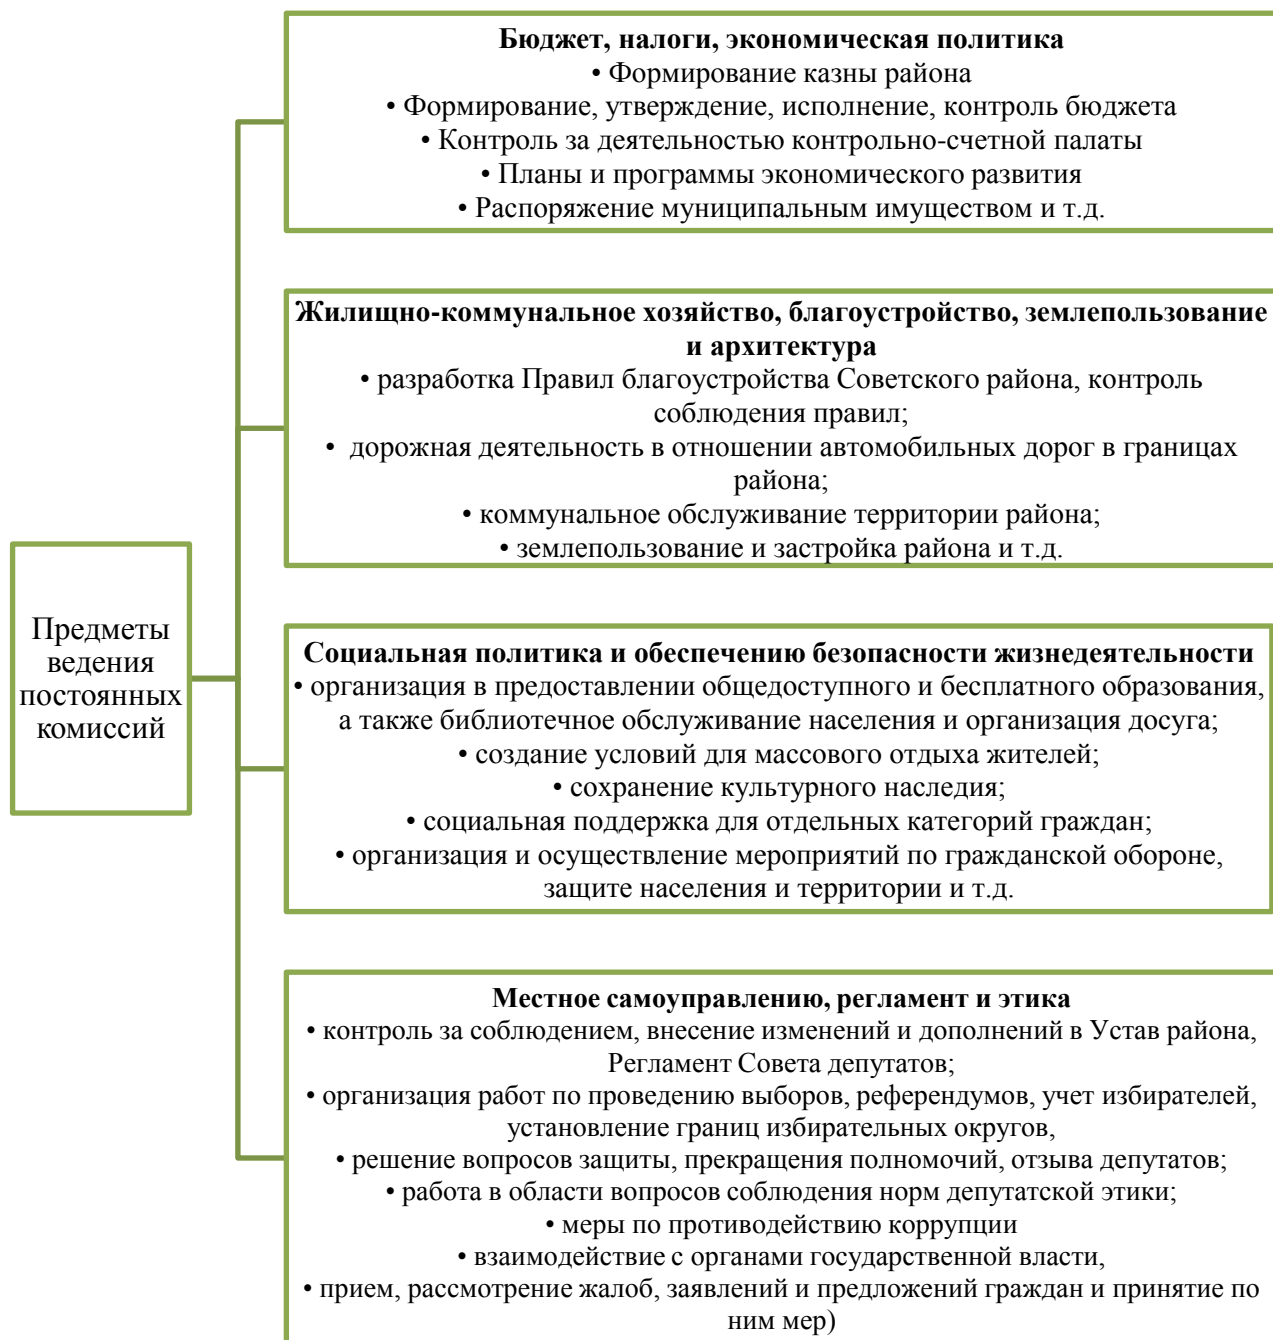 Предметы
ведения
постоянных
комиссий
Бюджет, налоги, экономическая политика
• Формирование казны района
• Формирование, утверждение, исполнение, контроль бюджета
• Контроль за деятельностью контрольно-счетной палаты
• Планы и программы экономического развития
• Распоряжение муниципальным имуществом и т.д.
Жилищно-коммунальное хозяйство, благоустройство, землепользование
и архитектура
• разработка Правил благоустройства Советского района, контроль
соблюдения правил;
• дорожная деятельность в отношении автомобильных дорог в границах
района;
• коммунальное обслуживание территории района;
• землепользование и застройка района и т.д.
Социальная политика и обеспечению безопасности жизнедеятельности
• организация в предоставлении общедоступного и бесплатного образования,
а также библиотечное обслуживание населения и организация досуга;
• создание условий для массового отдыха жителей;
• сохранение культурного наследия;
• социальная поддержка для отдельных категорий граждан;
• организация и осуществление мероприятий по гражданской обороне,
защите населения и территории и т.д.
Местное самоуправлению, регламент и этика
• контроль за соблюдением, внесение изменений и дополнений в Устав района,
Регламент Совета депутатов;
• организация работ по проведению выборов, референдумов, учет избирателей,
установление границ избирательных округов,
• решение вопросов защиты, прекращения полномочий, отзыва депутатов;
• работа в области вопросов соблюдения норм депутатской этики;
• меры по противодействию коррупции
• взаимодействие с органами государственной власти,
• прием, рассмотрение жалоб, заявлений и предложений граждан и принятие по
ним мер)